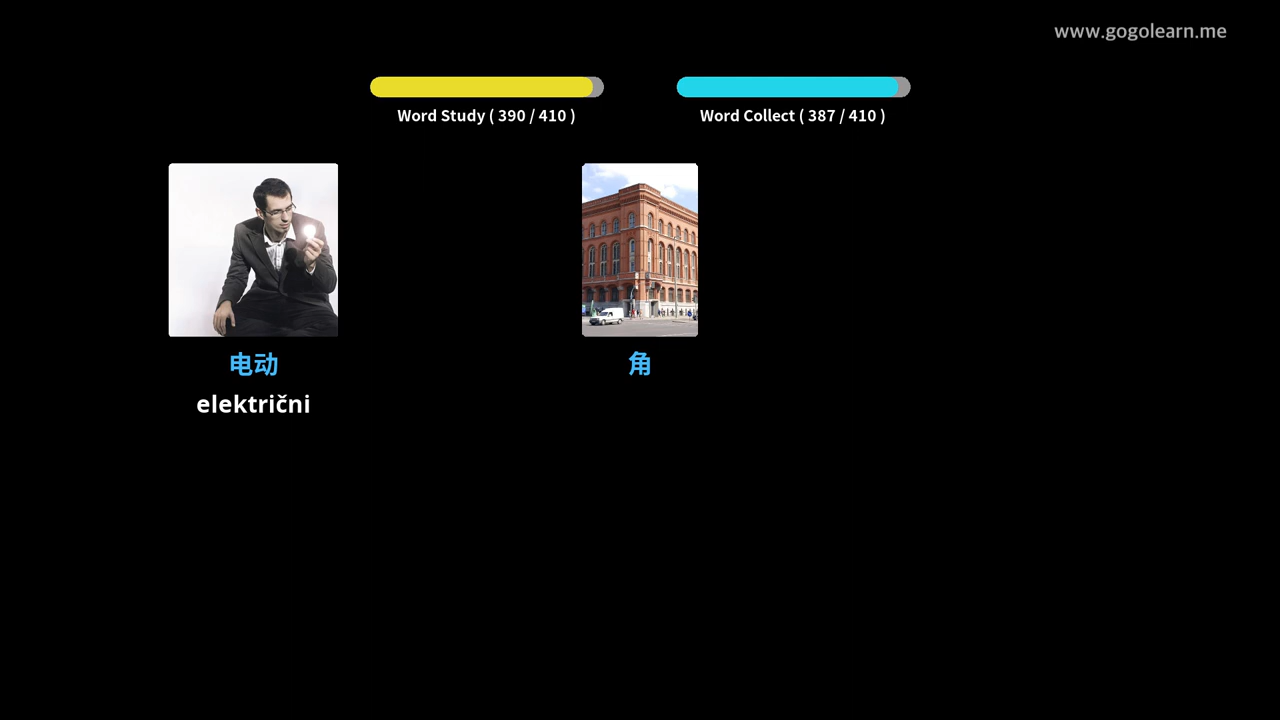 www.gogolearn.me
Word Study ( 390 / 410 )
Word Collect ( 387 / 410 )
电动
角
električni